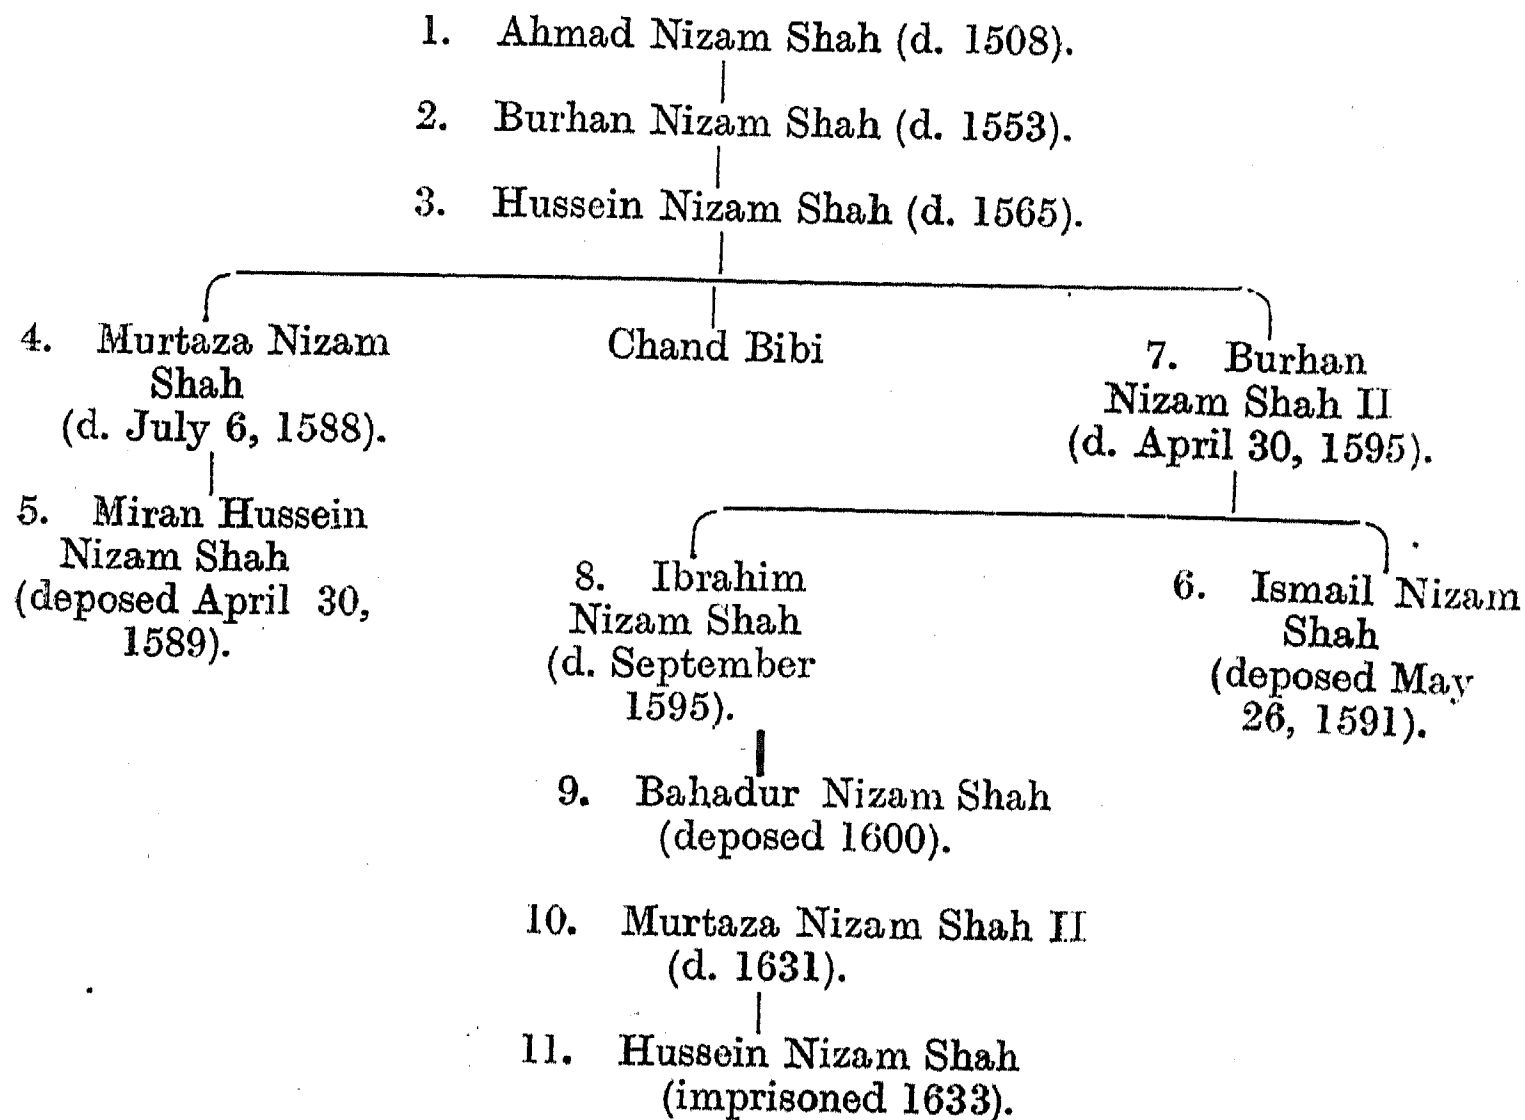 1. Ahmad Nizam Shah (d. 1508).
2. Burhan Nizam Shah (d. 1553).
3. Hussein Nizam Shah (d. 1565).
4. Murtaza Nizam
Shah
(d. July 6, 1588).
Chand Bibi
7. Burhan
Nizam Shah II
(d. April 30, 1595).
5. Miran Hussein
Nizam Shah
(deposed April 30,
1589).
8. Ibrahim
Nizam Shah
(d. September
1595).
6. Ismail Nizam
Shah
(deposed May
26, 1591).
9. Bahadur Nizam Shah
(deposed 1600).
10. Murtaza Nizam Shah II
(d. 1631).
11. Hussein Nizam Shah
(imprisoned 1633).